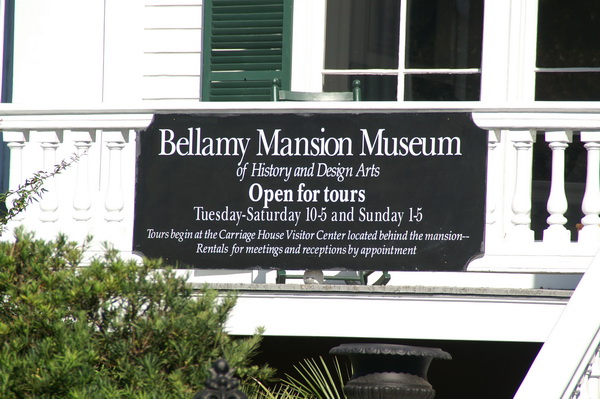 Bellamy Mansion Museum
of History and Design Arts
Open for tours
Tuesday-Saturday 10-5 and Sunday 1-5
Tours begin at the Carriage House Visitor Center located behind the mansion--
Rentals for meetings and receptions by appointment